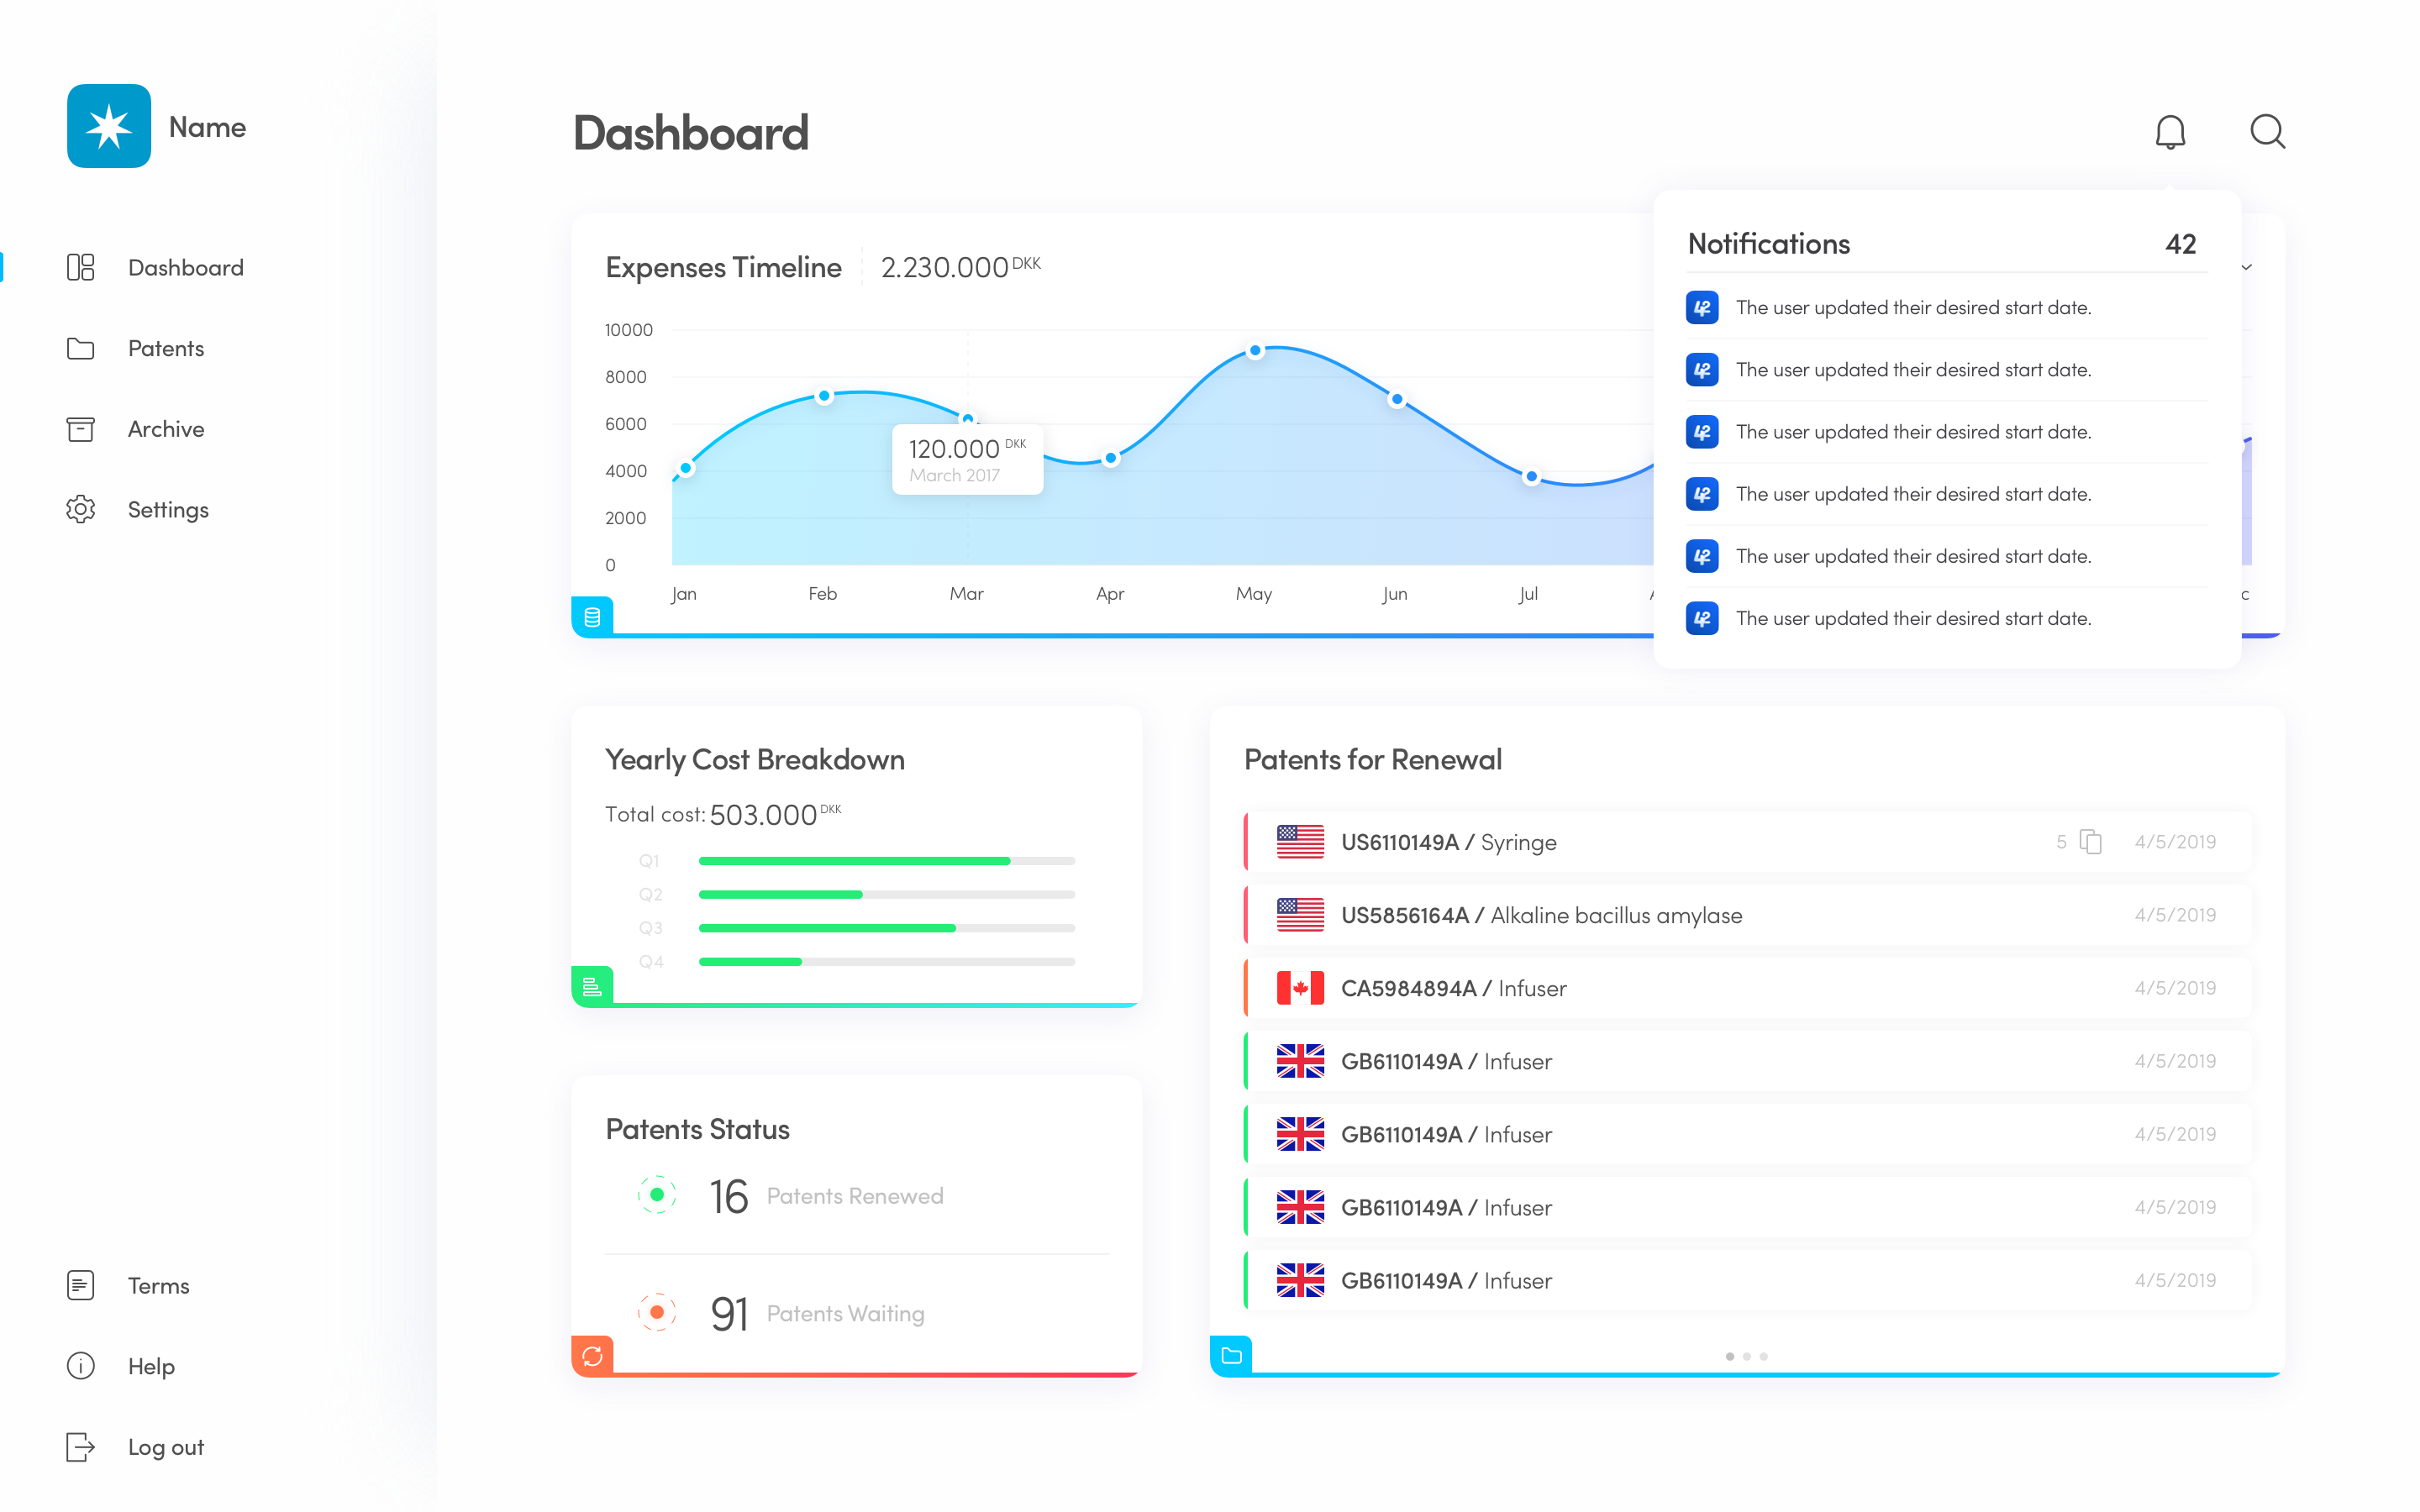 Name
Dashboard
Patents
Archive
Settings
Terms
Help
Log out
Dashboard
Expenses Timeline 2.230.000 DKK
10000
8000
6000
4000
2000
0
120.000 DKK
March 2017
Jan Feb Mar Apr May Jun Jul
Notifications 42
The user updated their desired start date.
The user updated their desired start date.
The user updated their desired start date.
The user updated their desired start date.
The user updated their desired start date.
The user updated their desired start date.
Yearly Cost Breakdown
Total cost: 503.000 DKK
Q1
Q2
Q3
Q4
Patents Status
16 Patents Renewed
91 Patents Waiting
Patents for Renewal
US6110149A / Syringe 5 4/5/2019
US5856164A / Alkaline bacillus amylase 4/5/2019
CA5984894A / Infuser 4/5/2019
GB6110149A / Infuser 4/5/2019
GB6110149A / Infuser 4/5/2019
GB6110149A / Infuser 4/5/2019
GB6110149A / Infuser 4/5/2019